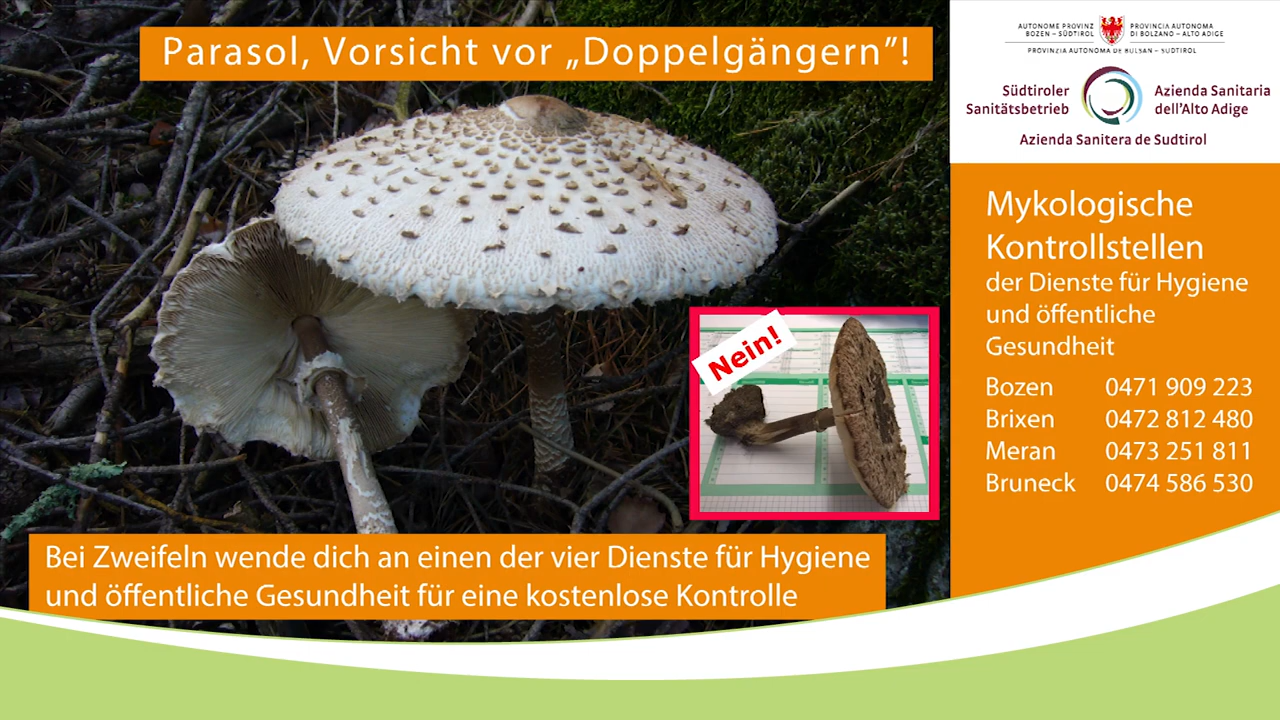 Parasol, Vorsicht vor „Doppelgängern”!
AUTONOME PROVINZ
BOZEN – SÜDTIROL
PROVINCIA AUTONOMA
DI BOLZANO – ALTO ADIGE
PROVINZIA AUTONOMA DE BULSAN – SUDTIROL
Südtiroler
Sanitätsbetrieb
Azienda Sanitaria
dell'Alto Adige
Azienda Sanitera de Sudtirol
Mykologische
Kontrollstellen
der Dienste für Hygiene
und öffentliche
Gesundheit
Bozen 0471 909 223
Brixen 0472 812 480
Meran 0473 251 811
Bruneck 0474 586 530
Nein!
Bei Zweifeln wende dich an einen der vier Dienste für Hygiene
und öffentliche Gesundheit für eine kostenlose Kontrolle